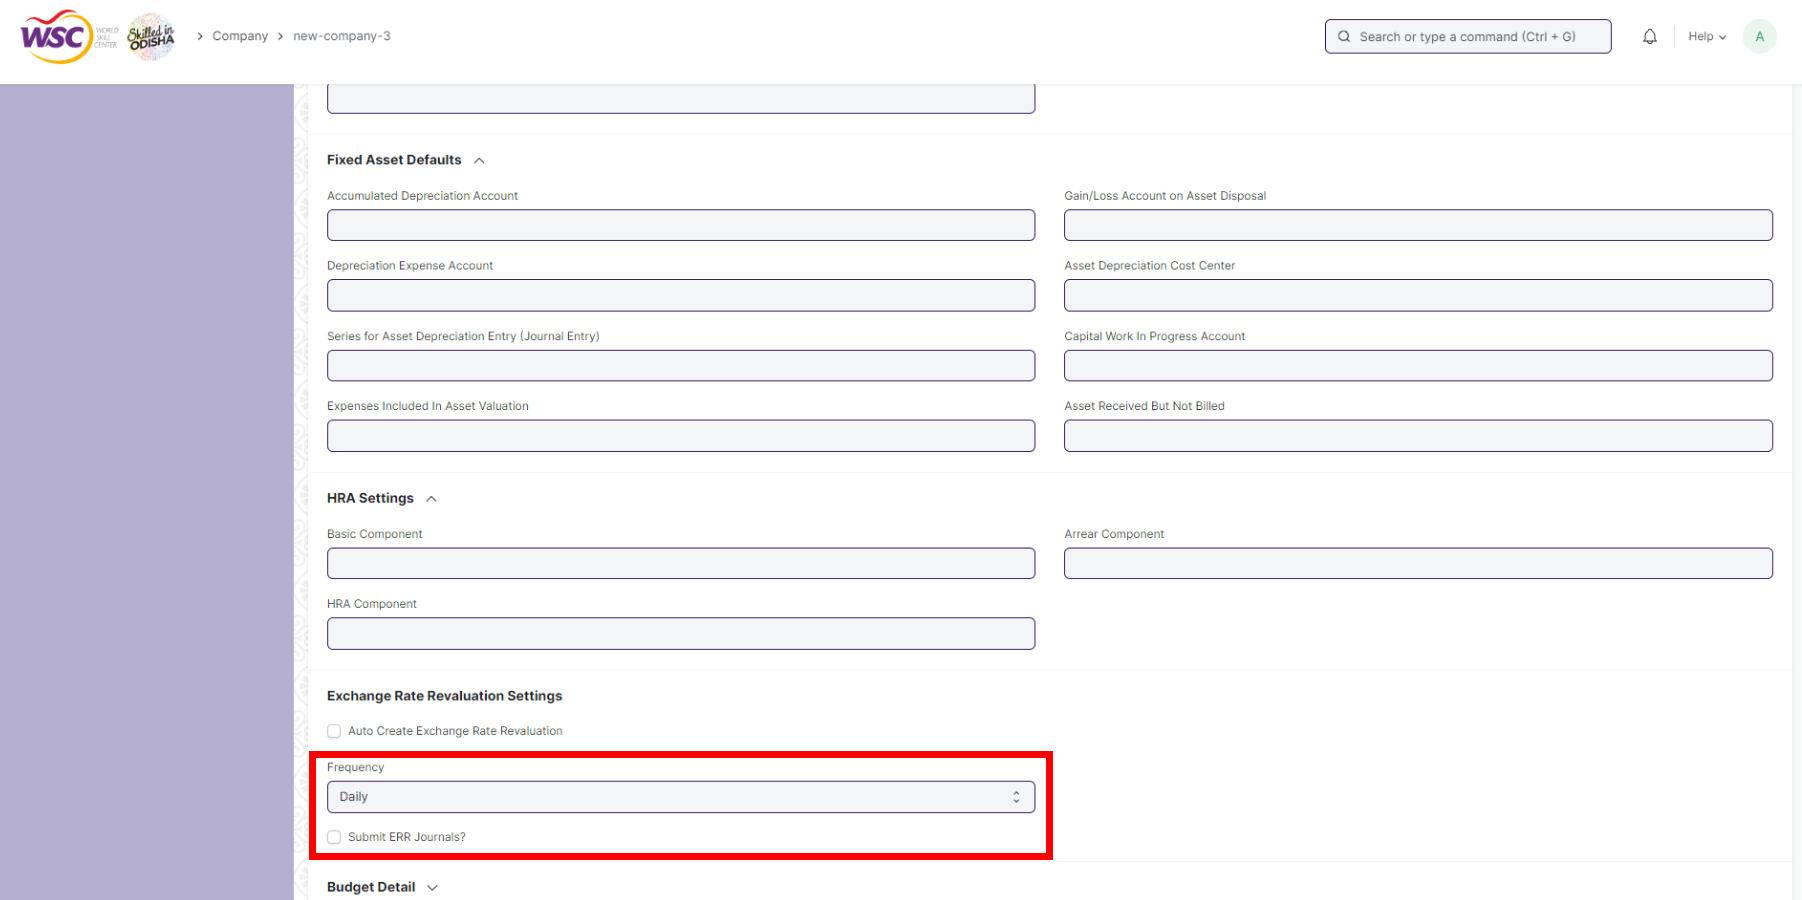 WSC WORLD SKILL CENTER Skilled in ODISHA Company new-company-3 Search or type a command (Ctrl + G) Help A
Fixed Asset Defaults
Accumulated Depreciation Account Gain/Loss Account on Asset Disposal
Depreciation Expense Account Asset Depreciation Cost Center
Series for Asset Depreciation Entry (Journal Entry) Capital Work In Progress Account
Expenses Included In Asset Valuation Asset Received But Not Billed
HRA Settings
Basic Component Arrear Component
HRA Component
Exchange Rate Revaluation Settings
Auto Create Exchange Rate Revaluation
Frequency
Daily
Submit ERR Journals?
Budget Detail